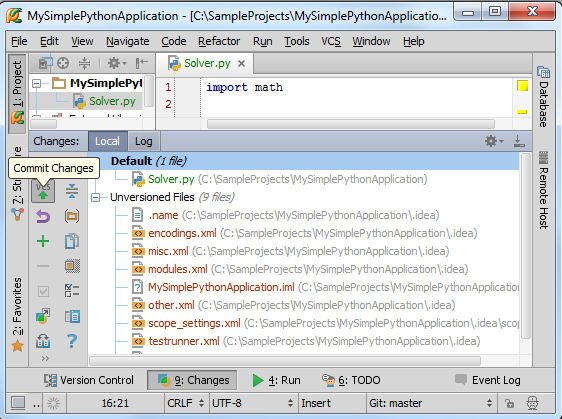 MySimplePythonApplication - [C:\SampleProjects\MySimplePythonApplication...
File Edit View Navigate Code Refactor Run Tools VCS Window Help
1: Project
MySimplePy
Solver.py
Solver.py
1 import math
2
Database
Remote Host
Changes: Local Log
Commit Changes
VCS
2: Favorites
Default (1 file)
Solver.py (C:\SampleProjects\MySimplePythonApplication)
Unversioned Files (9 files)
.name (C:\SampleProjects\MySimplePythonApplication\.idea)
encodings.xml (C:\SampleProjects\MySimplePythonApplication\.idea)
misc.xml (C:\SampleProjects\MySimplePythonApplication\.idea)
modules.xml (C:\SampleProjects\MySimplePythonApplication\.idea)
MySimplePythonApplication.iml (C:\SampleProjects\MySimplePythonApplication\.idea)
other.xml (C:\SampleProjects\MySimplePythonApplication\.idea)
scope_settings.xml (C:\SampleProjects\MySimplePythonApplication\.idea\scop
testrunner.xml (C:\SampleProjects\MySimplePythonApplication\.idea)
Version Control 9: Changes 4: Run 6: TODO Event Log
16:21 CRLF UTF-8 Insert Git: master